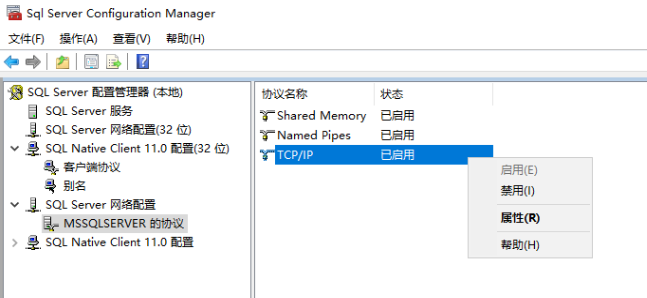 Sql Server Configuration Manager
文件(F) 操作(A) 查看(V) 帮助(H)
SQL Server 配置管理器 (本地)
SQL Server 服务
SQL Server 网络配置(32 位)
SQL Native Client 11.0 配置(32 位)
客户端协议
别名
SQL Server 网络配置
MSSQLSERVER 的协议
SQL Native Client 11.0 配置
协议名称 状态
Shared Memory 已启用
Named Pipes 已启用
TCP/IP 已启用
启用(E)
禁用(I)
属性(R)
帮助(H)